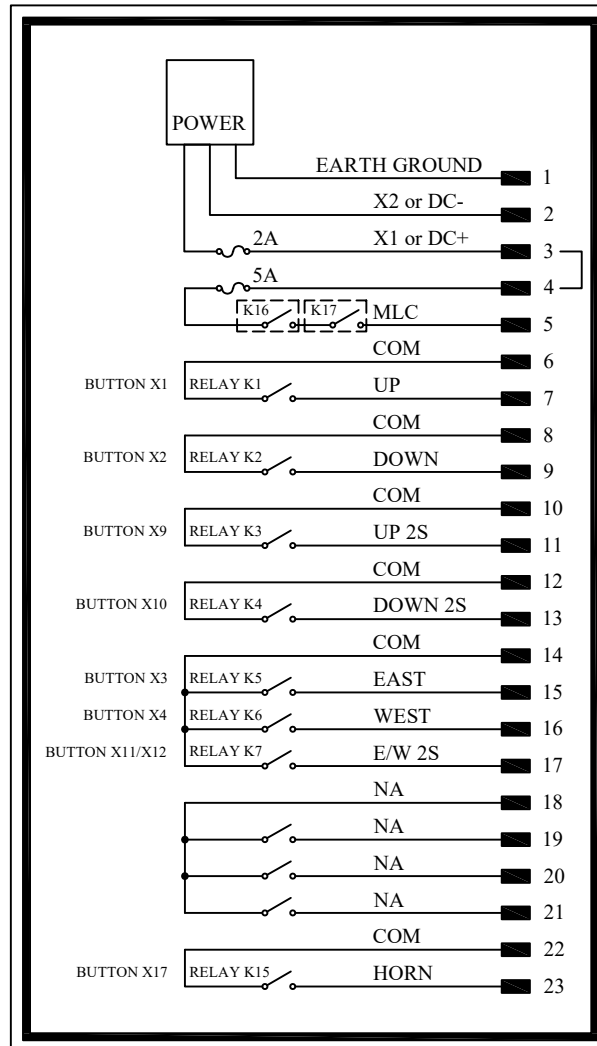 POWER
EARTH GROUND 1
X2 or DC- 2
2A X1 or DC+ 3
5A 4
K16 K17 MLC 5
COM 6
BUTTON X1 RELAY K1 UP 7
COM 8
BUTTON X2 RELAY K2 DOWN 9
COM 10
BUTTON X9 RELAY K3 UP 2S 11
COM 12
BUTTON X10 RELAY K4 DOWN 2S 13
COM 14
BUTTON X3 RELAY K5 EAST 15
BUTTON X4 RELAY K6 WEST 16
BUTTON X11/X12 RELAY K7 E/W 2S 17
NA 18
NA 19
NA 20
NA 21
COM 22
BUTTON X17 RELAY K15 HORN 23